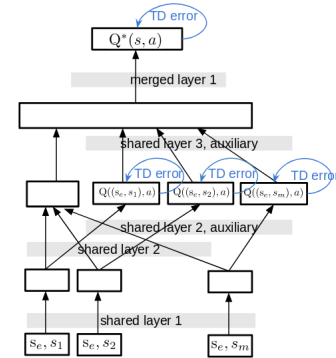 TD error
Q*(s, a)
merged layer 1
shared layer 3, auxiliary
TD error TD error TD error
Q((s_e, s_1), a) Q((s_e, s_2), a) Q((s_e, s_m), a)
shared layer 2, auxiliary
shared layer 2
shared layer 1
s_e, s_1 s_e, s_2 s_e, s_m